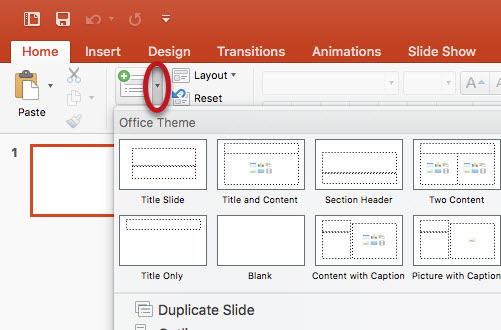 Home Insert Design Transitions Animations Slide Show
Layout
Paste
Reset
A
1
Office Theme
Title Slide Title and Content Section Header Two Content
Title Only Blank Content with Caption Picture with Caption
Duplicate Slide